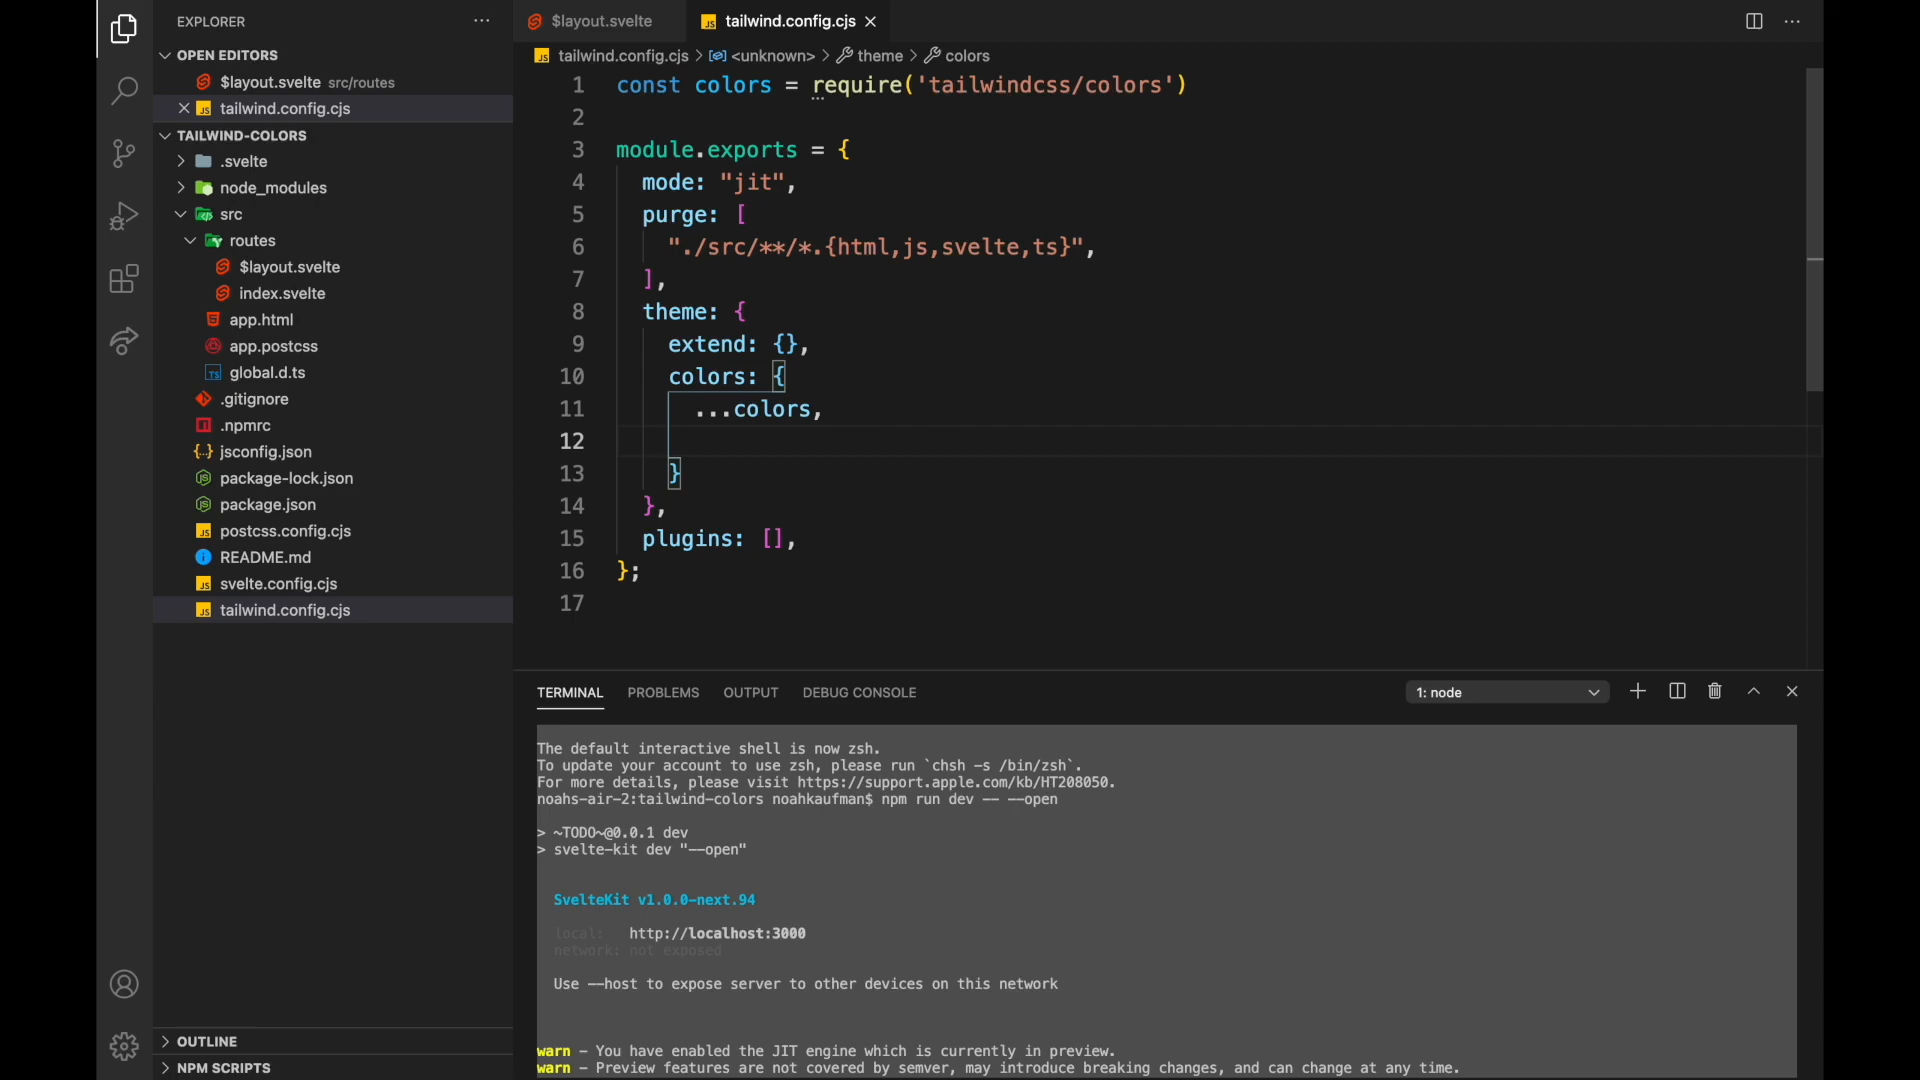 EXPLORER
OPEN EDITORS
$layout.svelte src/routes
tailwind.config.cjs
TAILWIND-COLORS
.svelte
node_modules
src
routes
$layout.svelte
index.svelte
app.html
app.postcss
global.d.ts
.gitignore
.npmrc
jsconfig.json
package-lock.json
package.json
postcss.config.cjs
README.md
svelte.config.cjs
tailwind.config.cjs
OUTLINE
NPM SCRIPTS
$layout.svelte
tailwind.config.cjs
tailwind.config.cjs > <unknown> > theme > colors
1 const colors = require('tailwindcss/colors')
2
3 module.exports = {
4 mode: "jit",
5 purge: [
6 "./src/**/*.{html,js,svelte,ts}",
7 ],
8 theme: {
9 extend: {},
10 colors: {
11 ...colors,
12
13 }
14 },
15 plugins: [],
16 };
17
TERMINAL PROBLEMS OUTPUT DEBUG CONSOLE
1: node
The default interactive shell is now zsh.
To update your account to use zsh, please run `chsh -s /bin/zsh`.
For more details, please visit https://support.apple.com/kb/HT208050.
noahs-air-2:tailwind-colors noahkaufman$ npm run dev -- --open
> ~TODO~@0.0.1 dev
> svelte-kit dev "--open"
SvelteKit v1.0.0-next.94
local: http://localhost:3000
network: not exposed
Use --host to expose server to other devices on this network
warn - You have enabled the JIT engine which is currently in preview.
warn - Preview features are not covered by semver, may introduce breaking changes, and can change at any time.